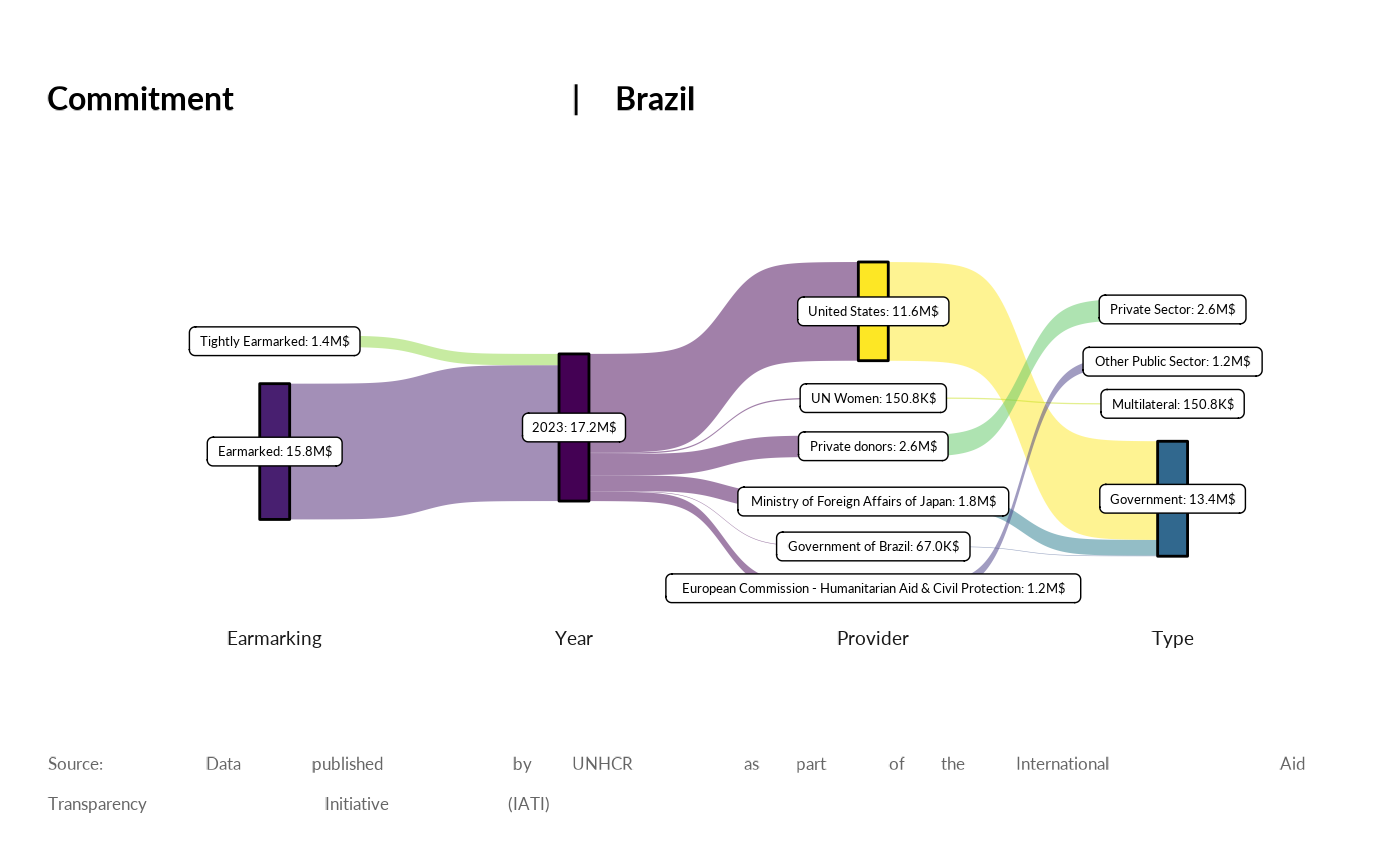 Commitment | Brazil
Tightly Earmarked: 1.4M$
Earmarked: 15.8M$
2023: 17.2M$
United States: 11.6M$
UN Women: 150.8K$
Private donors: 2.6M$
Ministry of Foreign Affairs of Japan: 1.8M$
Government of Brazil: 67.0K$
European Commission - Humanitarian Aid & Civil Protection: 1.2M$
Private Sector: 2.6M$
Other Public Sector: 1.2M$
Multilateral: 150.8K$
Government: 13.4M$
Earmarking Year Provider Type
Source: Data published by UNHCR as part of the International Aid
Transparency Initiative (IATI)